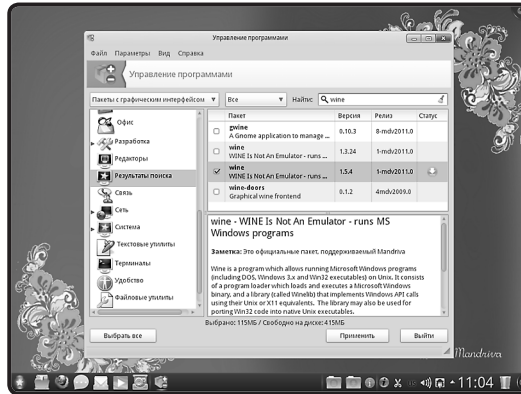 Управление программами
Файл Параметры Вид Справка
Управление программами
Пакеты с графическим интерфейсом Все Найти: wine
Пакет Версия Релиз Статус
gwine
A Gnome application to manage ... 0.10.3 8-mdv2011.0
wine
WINE Is Not An Emulator - runs ... 1.3.24 1-mdv2011.0
wine
WINE Is Not An Emulator - runs ... 1.5.4 1-mdv2011.0
wine-doors
Graphical wine frontend 0.1.2 4mdv2009.0
Офис
Разработка
Редакторы
Результаты поиска
Связь
Сеть
Система
Текстовые утилиты
Терминалы
Удобство
Файловые утилиты
wine - WINE Is Not An Emulator - runs MS
Windows programs
Заметка: Это официальные пакет, поддерживаемый Mandriva
Wine is a program which allows running Microsoft Windows programs
(including DOS, Windows 3.x and Win32 executables) on Unix. It consists
of a program loader which loads and executes a Microsoft Windows
binary, and a library (called Winelib) that implements Windows API calls
using their Unix or X11 equivalents. The library may also be used for
porting Win32 code into native Unix executables.
Выбрано: 115МБ / Свободно на диске: 415МБ
Выбрать все Применить Выйти
Mandriva
11:04